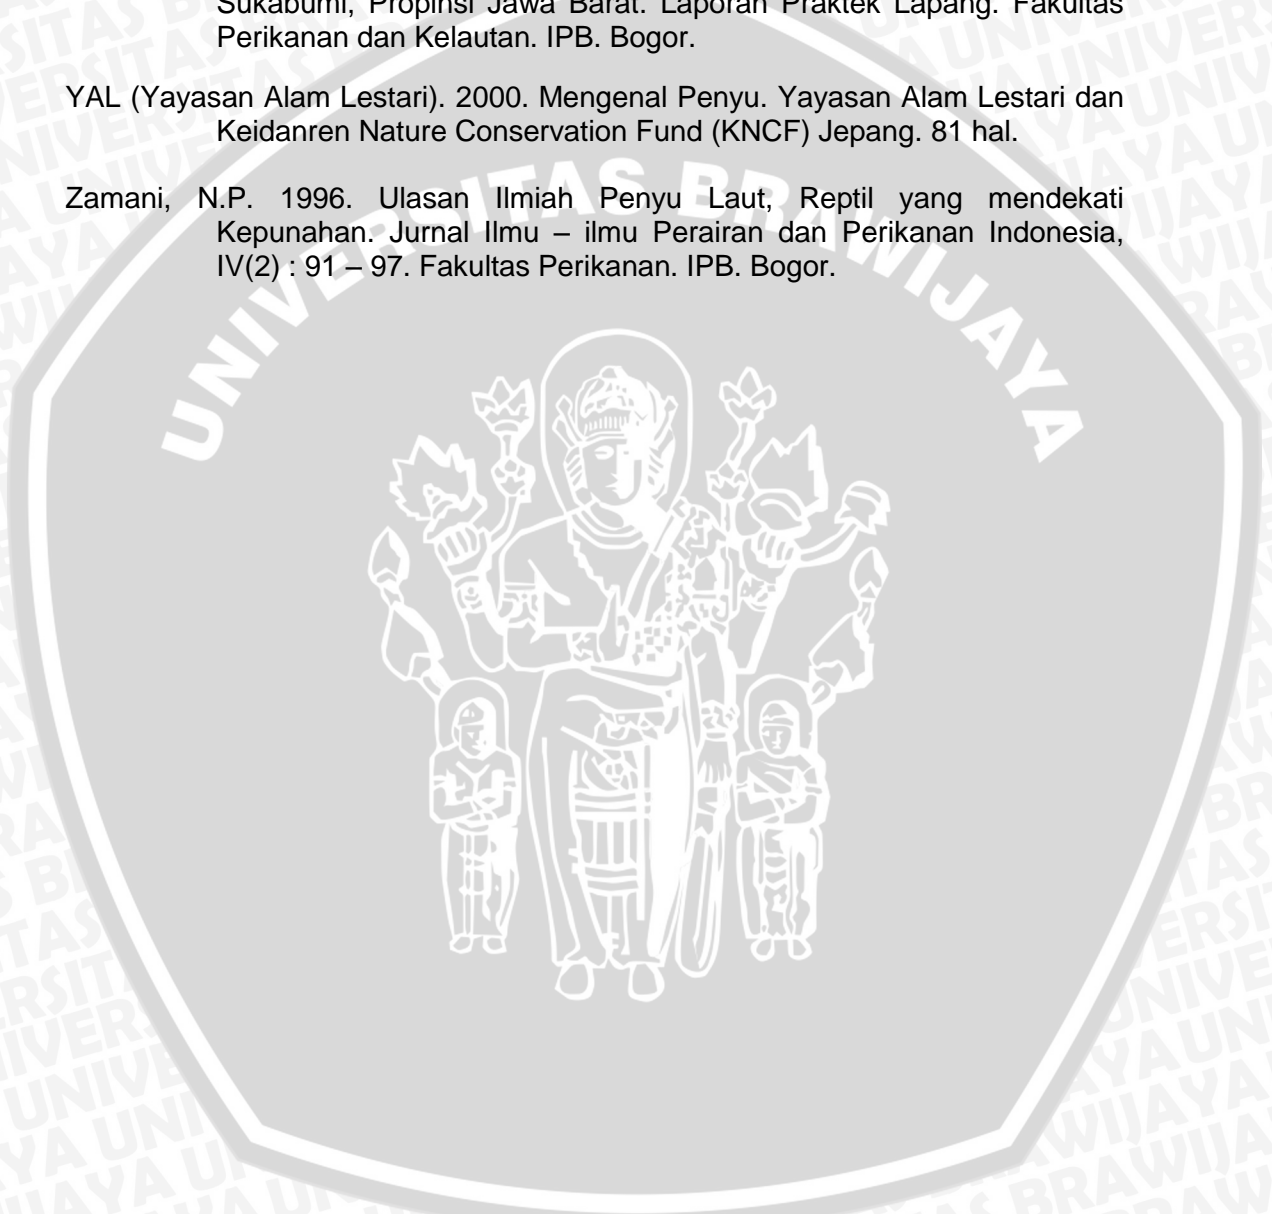 Sukabumi, Propinsi Jawa Barat. Laporan Praktek Lapang. Fakultas
Perikanan dan Kelautan. IPB. Bogor.
YAL (Yayasan Alam Lestari). 2000. Mengenal Penyu. Yayasan Alam Lestari dan
Keidanren Nature Conservation Fund (KNCF) Jepang. 81 hal.
Zamani, N.P. 1996. Ulasan Ilmiah Penyu Laut, Reptil yang mendekati
Kepunahan. Jurnal Ilmu – ilmu Perairan dan Perikanan Indonesia,
IV(2) : 91 – 97. Fakultas Perikanan. IPB. Bogor.
UNIVERSITAS BRAWIJAYA